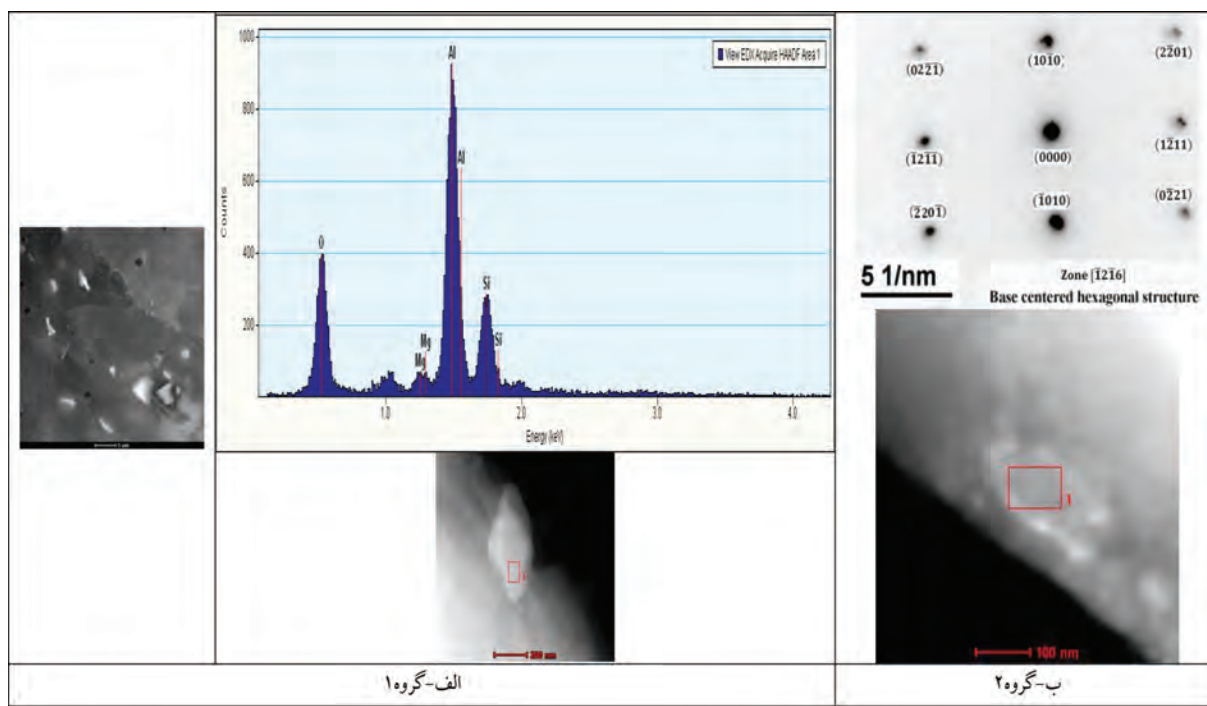 1000
800
600
400
200
Counts
View EDX Acquire HAADF Area 1
O
Mg
Mg
Al
Al
Si
Si
1.0
2.0
3.0
4.0
Energy (keV)
1
(022̄1̄)
(101̄0)
(22̄01)
(1̄21̄1̄)
(0000)
(12̄11)
(2̄201̄)
(1̄010)
(02̄21)
5 1/nm
Zone [1̄21̄6]
Base centered hexagonal structure
1
100 nm
الف-گروه۱
ب-گروه۲